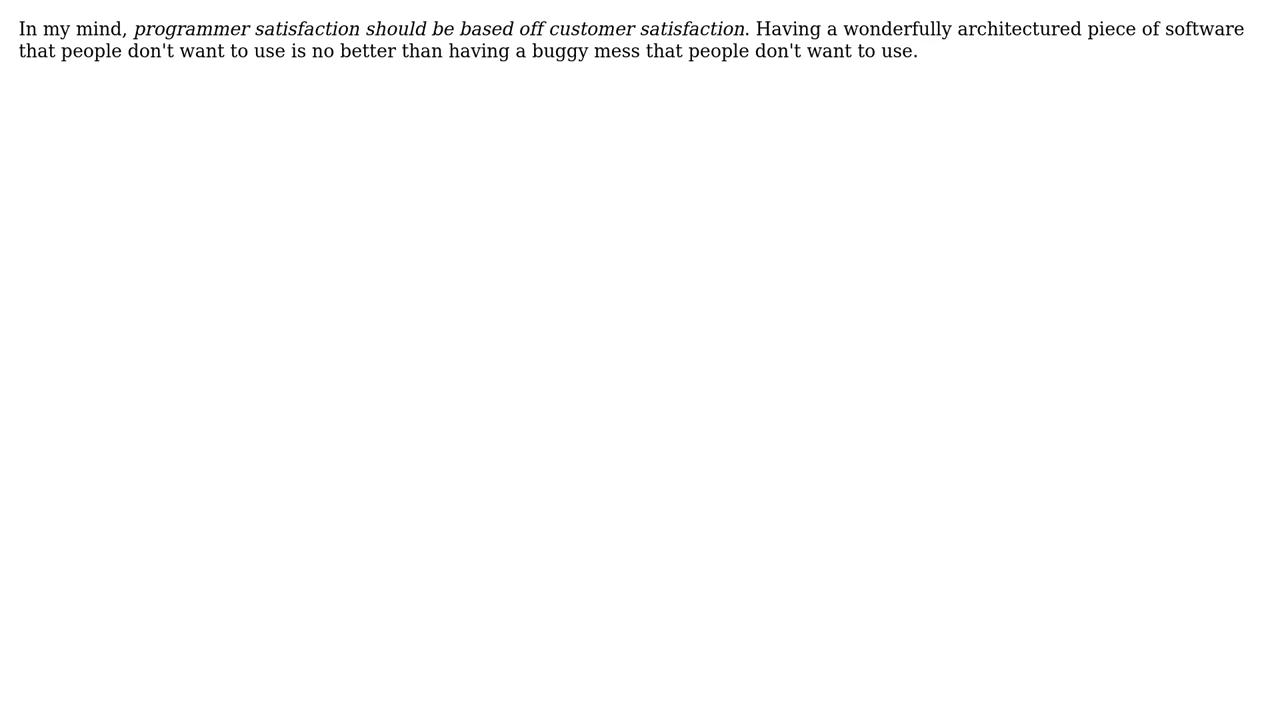 In my mind, programmer satisfaction should be based off customer satisfaction. Having a wonderfully architectured piece of software
that people don't want to use is no better than having a buggy mess that people don't want to use.